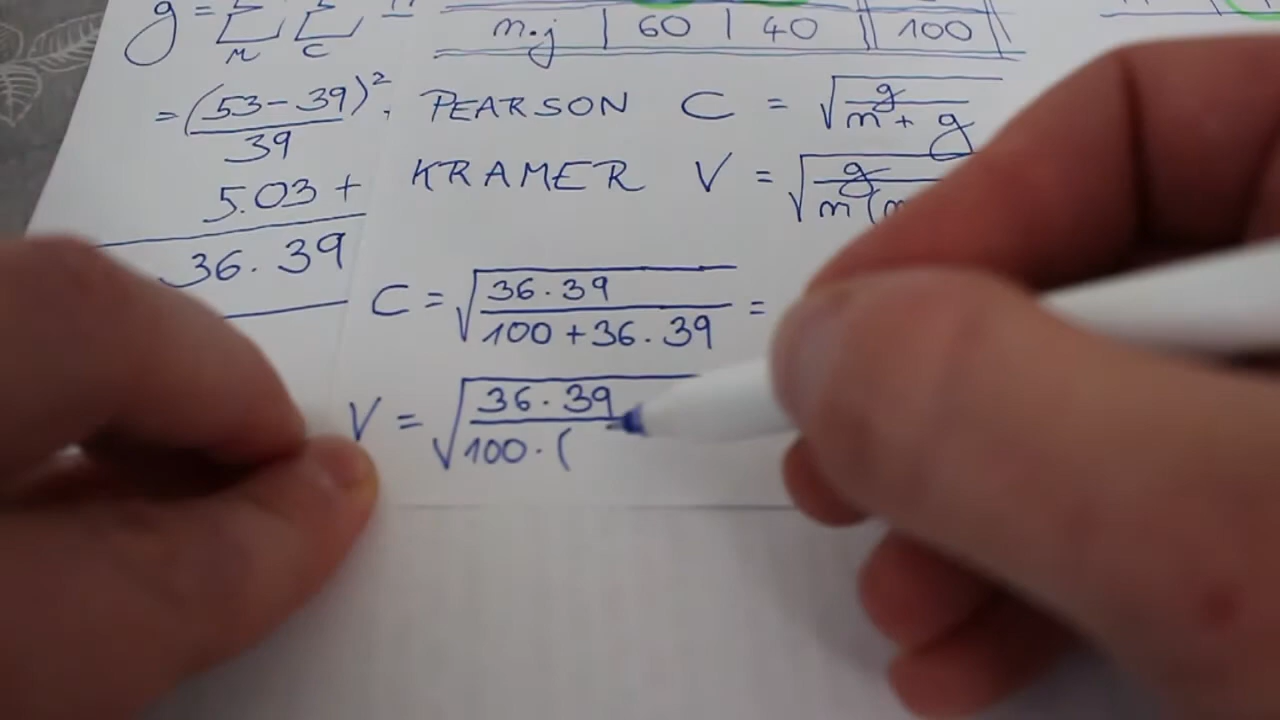 g = Σ Σ
M C
m.j | 60 | 40 || 100
= (53 - 39)²
39
5.03 +
36.39
PEARSON C = √ g
m + g
KRAMER V = √ g
m (m
C = √ 36.39 =
100 + 36.39
V = √ 36.39
100 . (